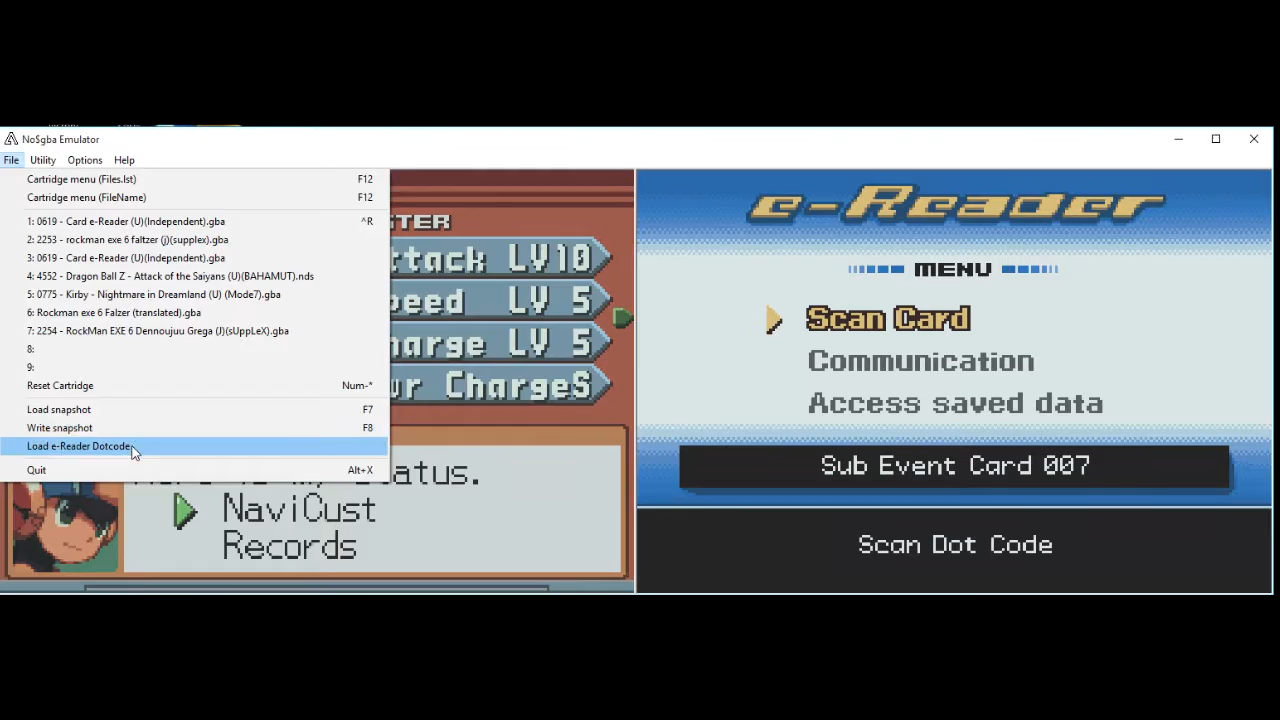 No$gba Emulator
File Utility Options Help
Cartridge menu (Files.lst) F12
Cartridge menu (FileName) F12
1: 0619 - Card e-Reader (U)(Independent).gba ^R
2: 2253 - rockman exe 6 faltzer (j)(supplex).gba
3: 0619 - Card e-Reader (U)(Independent).gba
4: 4552 - Dragon Ball Z - Attack of the Saiyans (U)(BAHAMUT).nds
5: 0775 - Kirby - Nightmare in Dreamland (U) (Mode7).gba
6: Rockman exe 6 Falzer (translated).gba
7: 2254 - RockMan EXE 6 Dennoujuu Grega (J)(sUppLeX).gba
8:
9:
Reset Cartridge Num-*
Load snapshot F7
Write snapshot F8
Load e-Reader Dotcode
Quit Alt+X
TER
ttack LV10
peed LV 5
harge LV 5
wr ChargeS
status.
NaviCust
Records
e-Reader
MENU
Scan Card
Communication
Access saved data
Sub Event Card 007
Scan Dot Code